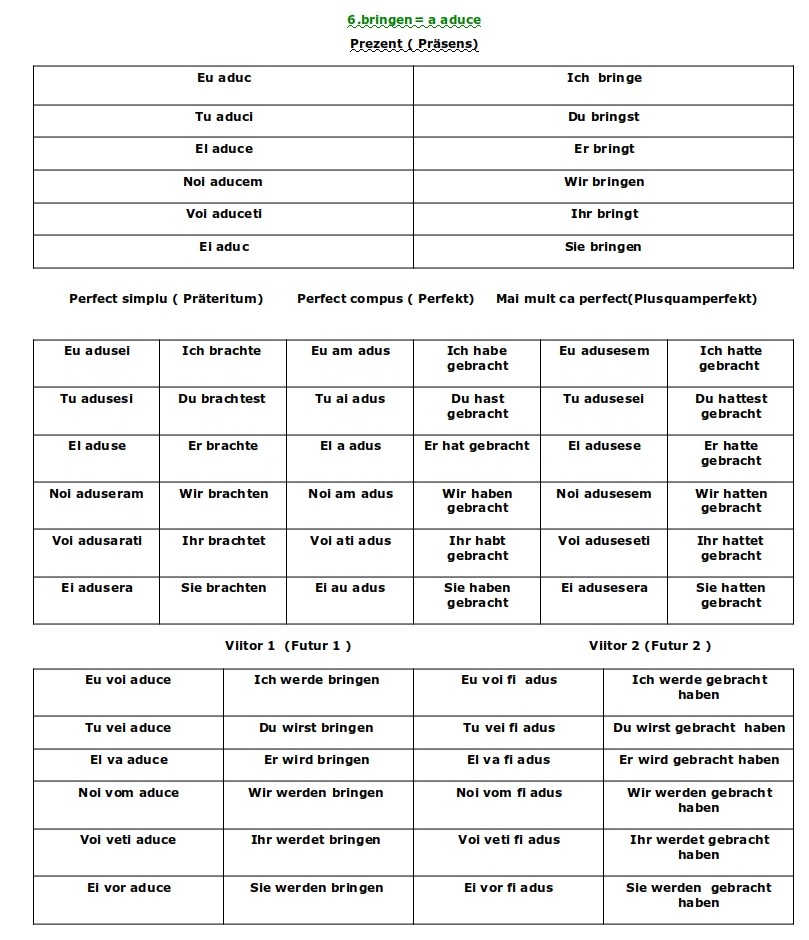 6.bringen= a aduce
Prezent ( Präsens)
Eu aduc Ich bringe
Tu aduci Du bringst
El aduce Er bringt
Noi aducem Wir bringen
Voi aduceti Ihr bringt
Ei aduc Sie bringen
Perfect simplu ( Präteritum) Perfect compus ( Perfekt) Mai mult ca perfect(Plusquamperfekt)
Eu adusei Ich brachte Eu am adus Ich habe Eu adusesem Ich hatte
gebracht gebracht
Tu adusesi Du brachtest Tu ai adus Du hast Tu adusesei Du hattest
gebracht gebracht
El aduse Er brachte El a adus Er hat gebracht El adusese Er hatte
gebracht
Noi aduseram Wir brachten Noi am adus Wir haben Noi adusesem Wir hatten
gebracht gebracht
Voi adusarati Ihr brachtet Voi ati adus Ihr habt Voi aduseseti Ihr hattet
gebracht gebracht
Ei adusera Sie brachten Ei au adus Sie haben Ei adusesera Sie hatten
gebracht gebracht
Viitor 1 (Futur 1 ) Viitor 2 (Futur 2 )
Eu voi aduce Ich werde bringen Eu voi fi adus Ich werde gebracht
haben
Tu vei aduce Du wirst bringen Tu vei fi adus Du wirst gebracht haben
El va aduce Er wird bringen El va fi adus Er wird gebracht haben
Noi vom aduce Wir werden bringen Noi vom fi adus Wir werden gebracht
haben
Voi veti aduce Ihr werdet bringen Voi veti fi adus Ihr werdet gebracht
haben
Ei vor aduce Sie werden bringen Ei vor fi adus Sie werden gebracht
haben